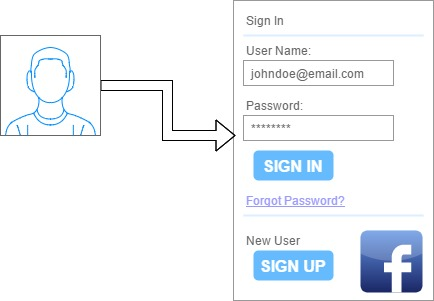 Sign In
User Name:
johndoe@email.com
Password:
********
SIGN IN
Forgot Password?
New User
SIGN UP
f